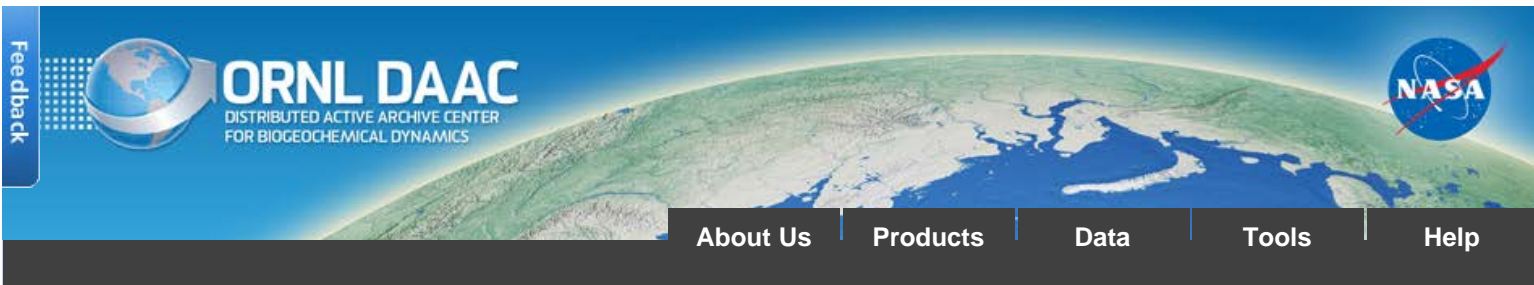 Feedback
ORNL DAAC
DISTRIBUTED ACTIVE ARCHIVE CENTER
FOR BIOGEOCHEMICAL DYNAMICS
NASA
About Us Products Data Tools Help